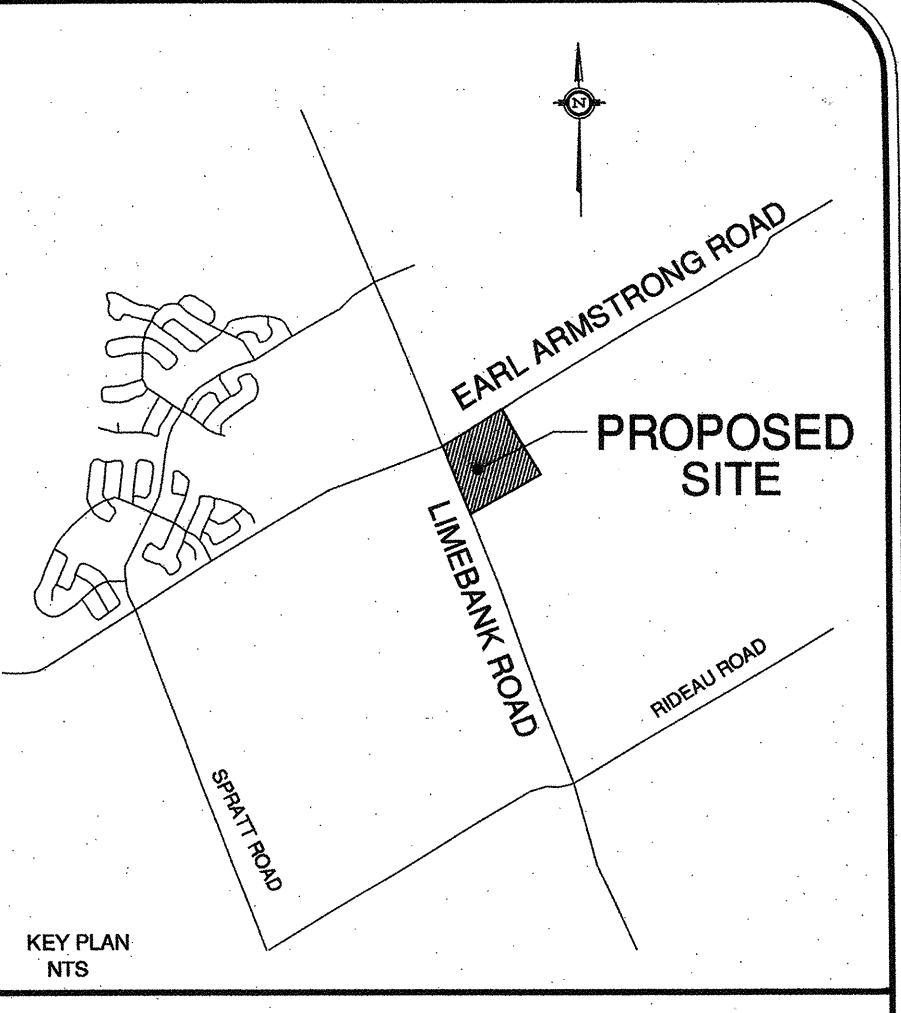 N
EARL ARMSTRONG ROAD
PROPOSED
SITE
LIMEBANK ROAD
RIDEAU ROAD
SPRATT ROAD
KEY PLAN
NTS